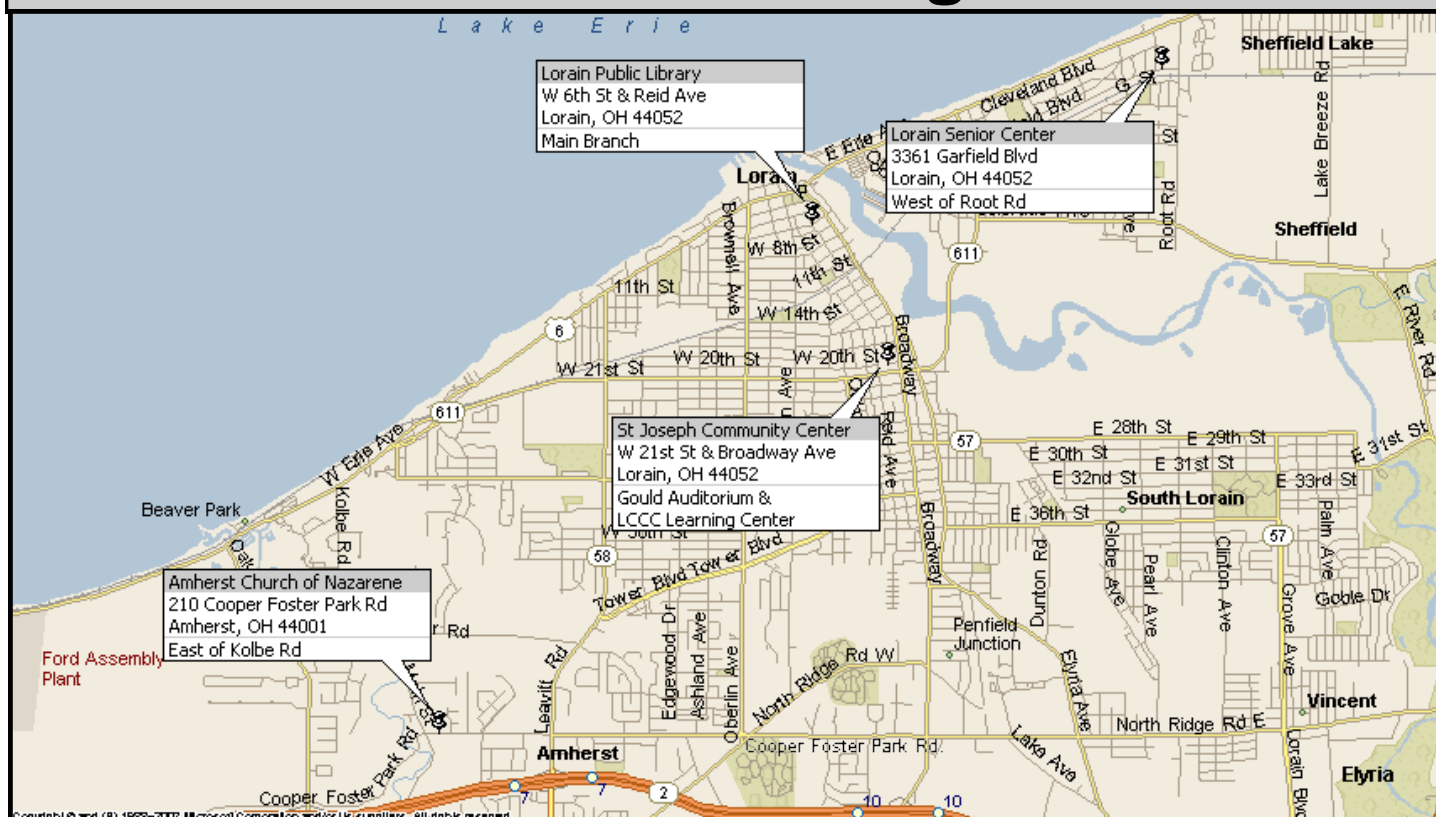 Lake Erie
Sheffield Lake
Lorain Public Library
W 6th St & Reid Ave
Lorain, OH 44052
Main Branch
Cleveland Blvd
Blvd
G St
Lake Breeze Rd
Lorain Senior Center
3361 Garfield Blvd
Lorain, OH 44052
West of Root Rd
St
E Erie
Lorain
Root Rd
Ave
Sheffield
Brownell Ave
W 8th St
611
11th St
11th St
W 14th St
E River Rd
6
Broadway
W 20th St
W 20th St
W 21st St
Ave
611
St Joseph Community Center
W 21st St & Broadway Ave
Lorain, OH 44052
Gould Auditorium &
LCCC Learning Center
Reid Ave
57
E 28th St
E 29th St
E 31st St
E 30th St
E 31st St
E 32nd St
E 33rd St
South Lorain
E 36th St
W Erie Ave
Kolbe Rd
Beaver Park
Broadway
57
Palm Ave
58
Tower Blvd
Tower Blvd
Dunton Rd
Globe Ave
Pearl Ave
Clinton Ave
Grove Ave
Goble Dr
Amherst Church of Nazarene
210 Cooper Foster Park Rd
Amherst, OH 44001
East of Kolbe Rd
Rd
Ford Assembly
Plant
Leavitt Rd
Edgewood Dr
Ashland Ave
Oberlin Ave
North Ridge Rd W
Penfield
Junction
Elyria Ave
Vincent
North Ridge Rd E
Amherst
Cooper Foster Park Rd
Lake Ave
Lorain Blvd
Elyria
Cooper Foster Park Rd
7
7
2
10
10